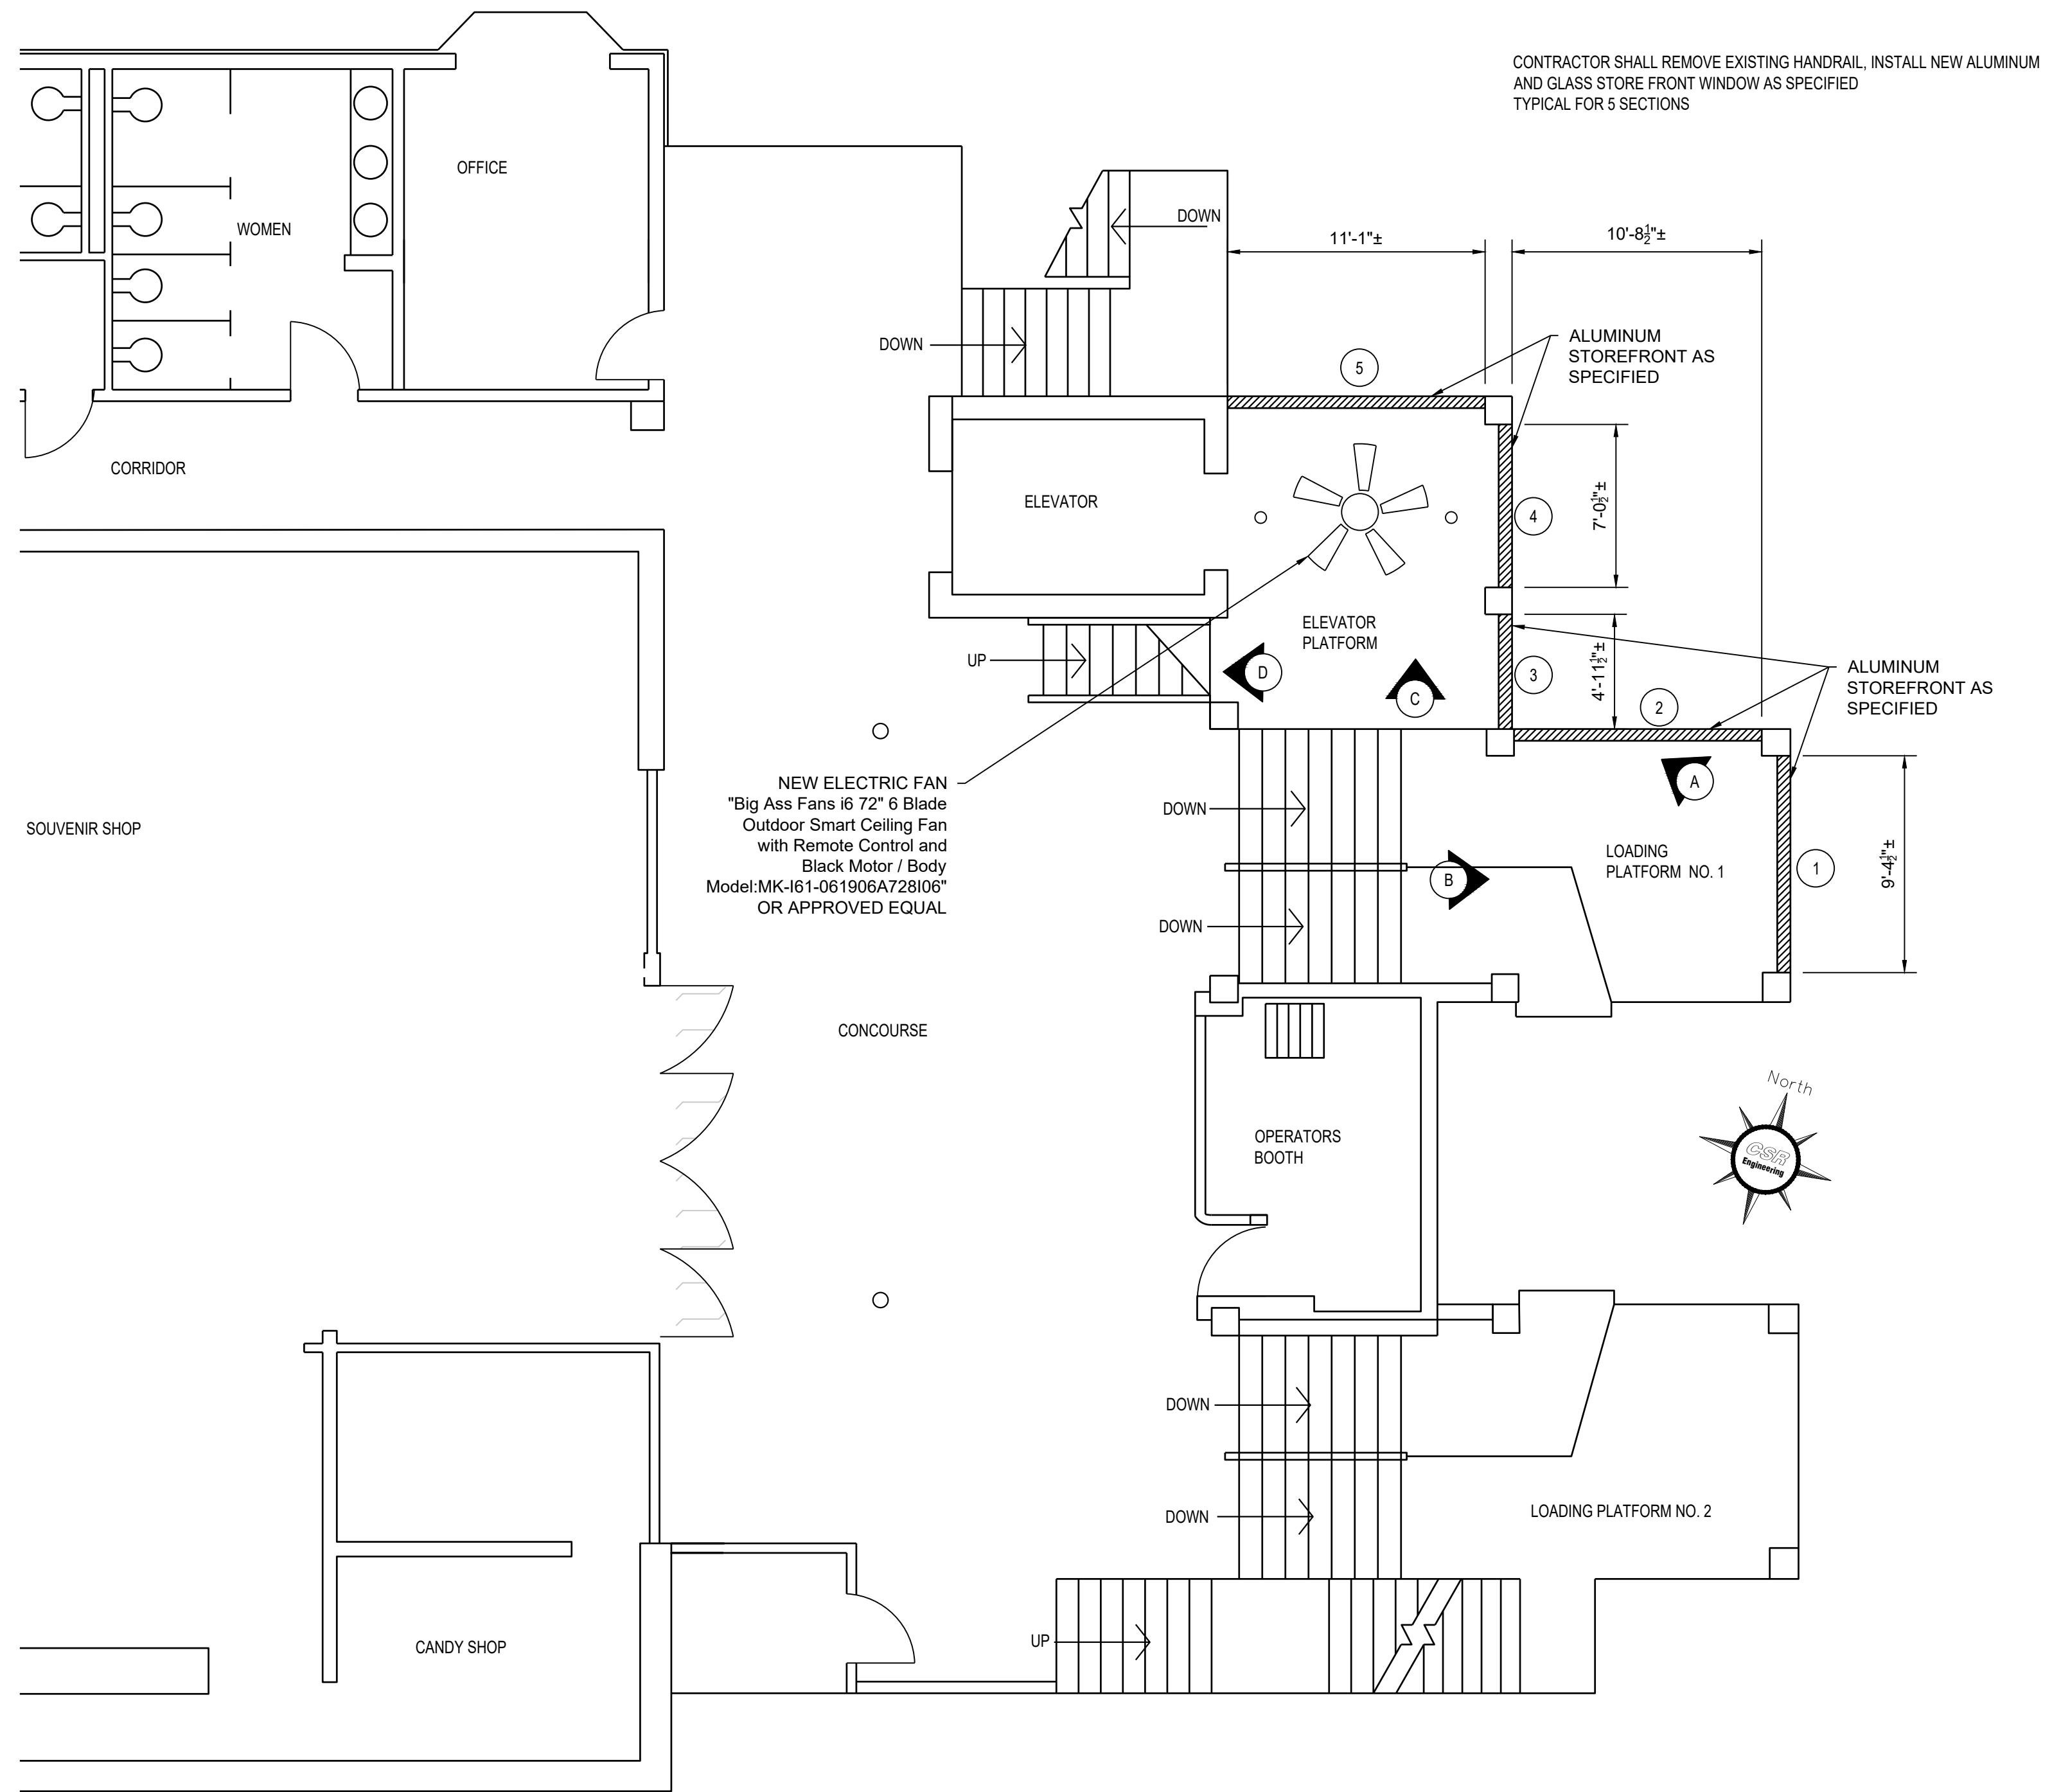 CONTRACTOR SHALL REMOVE EXISTING HANDRAIL, INSTALL NEW ALUMINUM
AND GLASS STORE FRONT WINDOW AS SPECIFIED
TYPICAL FOR 5 SECTIONS
OFFICE
WOMEN
DOWN
11'-1"±
10'-8½"±
DOWN
ALUMINUM
STOREFRONT AS
SPECIFIED
5
CORRIDOR
ELEVATOR
4
7'-0½"±
ELEVATOR
PLATFORM
UP
D
C
3
4'-11½"±
2
ALUMINUM
STOREFRONT AS
SPECIFIED
NEW ELECTRIC FAN
"Big Ass Fans i6 72" 6 Blade
Outdoor Smart Ceiling Fan
with Remote Control and
Black Motor / Body
Model:MK-I61-061906A728I06"
OR APPROVED EQUAL
A
DOWN
SOUVENIR SHOP
LOADING
PLATFORM NO. 1
B
1
9'-4½"±
DOWN
CONCOURSE
North
CSR
Engineering
OPERATORS
BOOTH
DOWN
DOWN
LOADING PLATFORM NO. 2
CANDY SHOP
UP